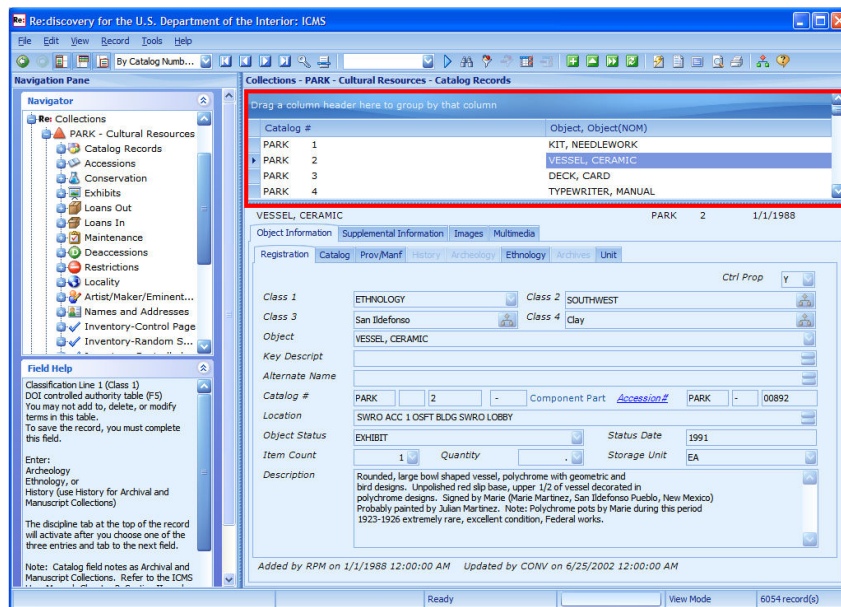 Re:discovery for the U.S. Department of the Interior: ICMS
File Edit View Record Tools Help
By Catalog Numb...
Navigation Pane
Collections - PARK - Cultural Resources - Catalog Records
Navigator
Re: Collections
PARK - Cultural Resources
Catalog Records
Accessions
Conservation
Exhibits
Loans Out
Loans In
Maintenance
Deaccessions
Restrictions
Locality
Artist/Maker/Eminent...
Names and Addresses
Inventory-Control Page
Inventory-Random S...
Field Help
Classification Line 1 (Class 1)
DOI controlled authority table (F5)
You may not add to, delete, or modify
terms in this table.
To save the record, you must complete
this field.
Enter:
Archeology
Ethnology, or
History (use History for Archival and
Manuscript Collections)
The discipline tab at the top of the record
will activate after you choose one of the
three entries and tab to the next field.
Note: Catalog field notes as Archival and
Manuscript Collections. Refer to the ICMS
Drag a column header here to group by that column
Catalog # Object, Object(NOM)
PARK 1 KIT, NEEDLEWORK
PARK 2 VESSEL, CERAMIC
PARK 3 DECK, CARD
PARK 4 TYPEWRITER, MANUAL
VESSEL, CERAMIC PARK 2 1/1/1988
Object Information Supplemental Information Images Multimedia
Registration Catalog Prov/Manf History Archeology Ethnology Archives Unit
Ctrl Prop Y
Class 1 ETHNOLOGY Class 2 SOUTHWEST
Class 3 San Ildefonso Class 4 Clay
Object VESSEL, CERAMIC
Key Descript
Alternate Name
Catalog # PARK 2 - Component Part Accession# PARK - 00892
Location SWRO ACC 1 OSFT BLDG SWRO LOBBY
Object Status EXHIBIT Status Date 1991
Item Count 1 Quantity . Storage Unit EA
Description Rounded, large bowl shaped vessel, polychrome with geometric and
bird designs. Unpolished red slip base, upper 1/2 of vessel decorated in
polychrome designs. Signed by Marie (Marie Martinez, San Ildefonso Pueblo, New Mexico)
Probably painted by Julian Martinez. Note: Polychrome pots by Marie during this period
1923-1926 extremely rare, excellent condition, Federal works.
Added by RPM on 1/1/1988 12:00:00 AM Updated by CONV on 6/25/2002 12:00:00 AM
Ready View Mode 6054 record(s)